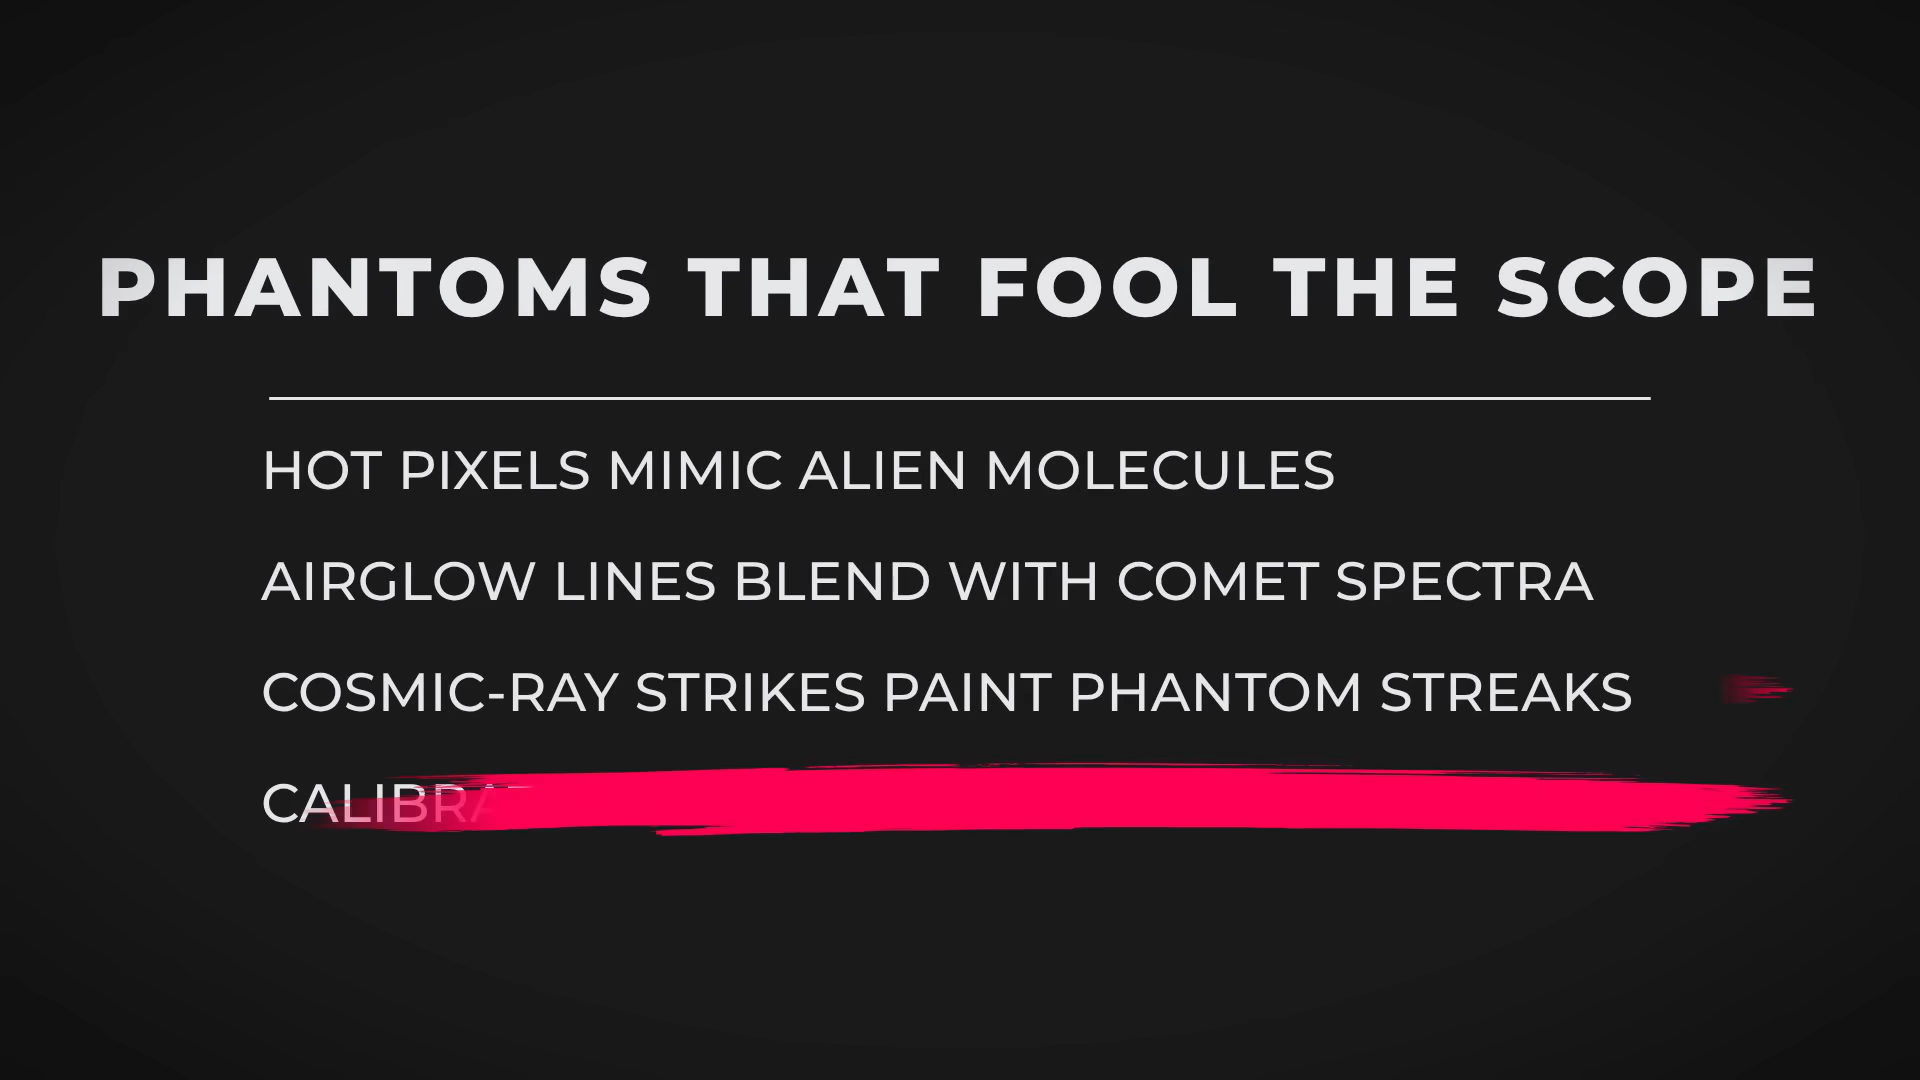 PHANTOMS THAT FOOL THE SCOPE
HOT PIXELS MIMIC ALIEN MOLECULES
AIRGLOW LINES BLEND WITH COMET SPECTRA
COSMIC-RAY STRIKES PAINT PHANTOM STREAKS